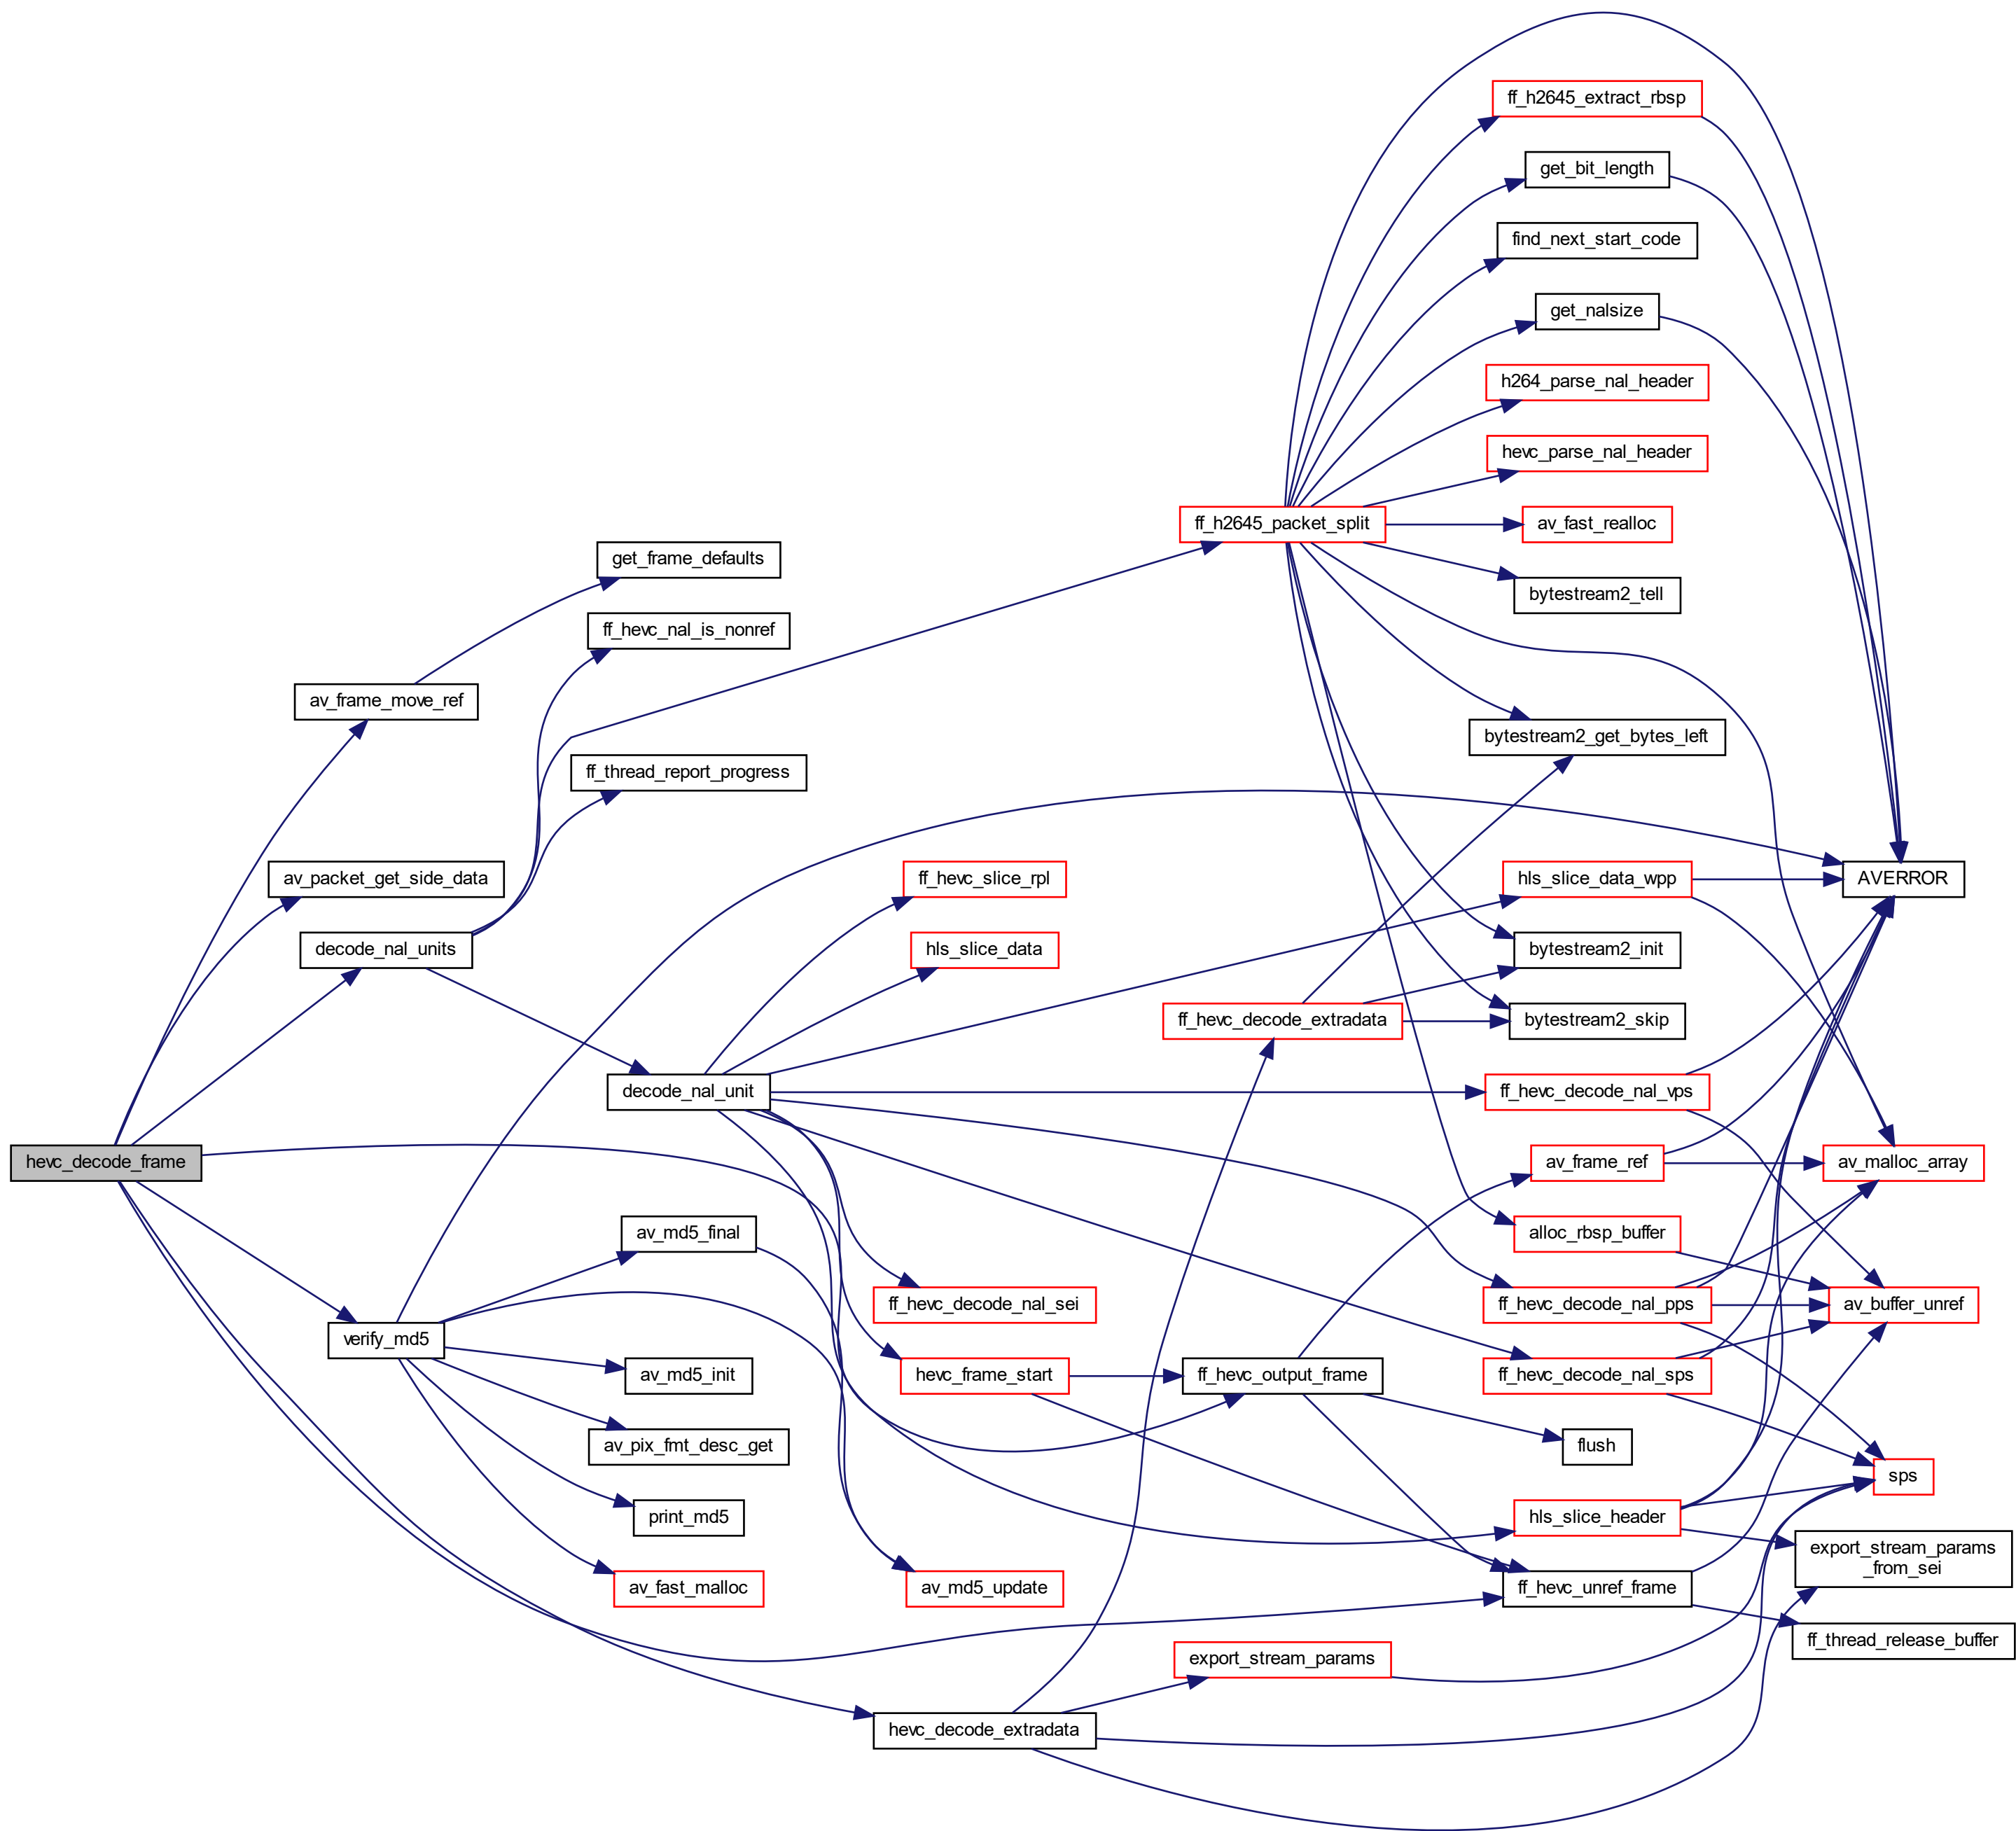 ff_h2645_extract_rbsp
get_bit_length
find_next_start_code
get_nalsize
h264_parse_nal_header
hevc_parse_nal_header
ff_h2645_packet_split
av_fast_realloc
get_frame_defaults
bytestream2_tell
ff_hevc_nal_is_nonref
av_frame_move_ref
bytestream2_get_bytes_left
ff_thread_report_progress
av_packet_get_side_data
ff_hevc_slice_rpl
hls_slice_data_wpp
AVERROR
decode_nal_units
hls_slice_data
bytestream2_init
ff_hevc_decode_extradata
bytestream2_skip
decode_nal_unit
ff_hevc_decode_nal_vps
hevc_decode_frame
av_frame_ref
av_malloc_array
av_md5_final
alloc_rbsp_buffer
ff_hevc_decode_nal_sei
ff_hevc_decode_nal_pps
av_buffer_unref
verify_md5
av_md5_init
hevc_frame_start
ff_hevc_output_frame
ff_hevc_decode_nal_sps
av_pix_fmt_desc_get
flush
sps
print_md5
hls_slice_header
export_stream_params
_from_sei
av_fast_malloc
av_md5_update
ff_hevc_unref_frame
ff_thread_release_buffer
export_stream_params
hevc_decode_extradata